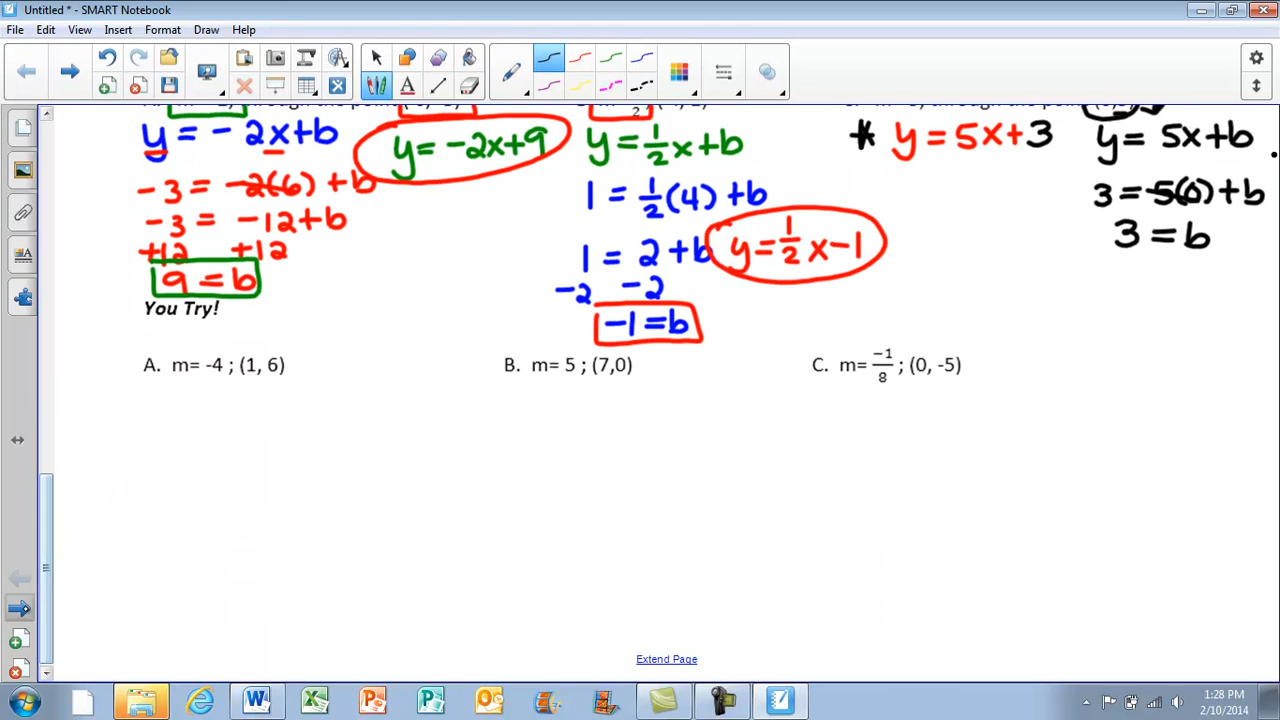 Untitled * - SMART Notebook
File Edit View Insert Format Draw Help
y = - 2x+b
-3 = -2(6) +b
-3 = -12+b
+12 +12
9 = b
y= -2x+9
y=1/2x+b
1 = 1/2(4) +b
1 = 2 +b
-2 -2
-1=b
y=1/2x-1
* y=5x+3
y= 5x+b
3 = 5(0)+b
3 = b
You Try!
A. m= -4 ; (1, 6)
B. m= 5 ; (7,0)
C. m= −1/8 ; (0, -5)
Extend Page
1:28 PM
2/10/2014